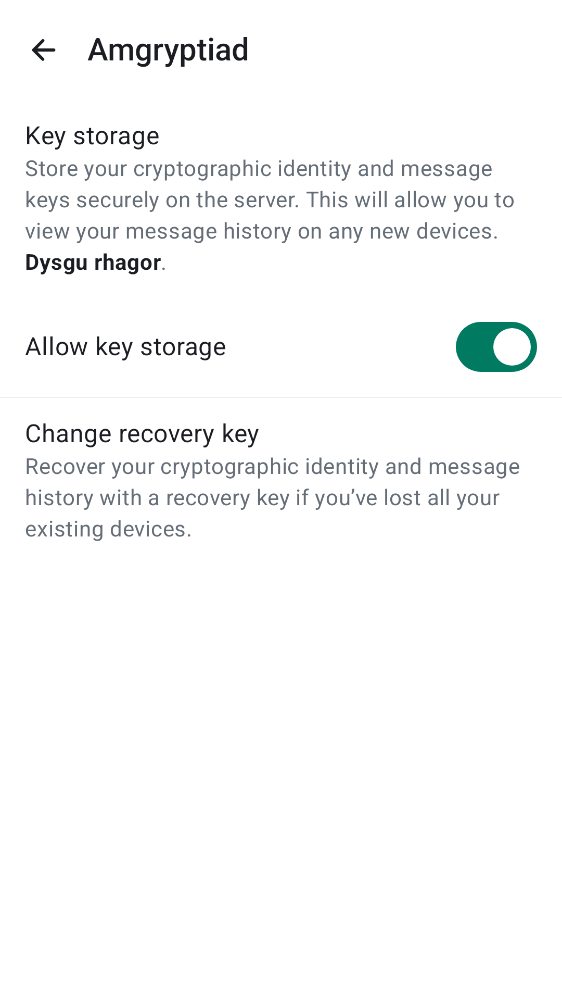 Amgryptiad
Key storage
Store your cryptographic identity and message
keys securely on the server. This will allow you to
view your message history on any new devices.
Dysgu rhagor.
Allow key storage
Change recovery key
Recover your cryptographic identity and message
history with a recovery key if you’ve lost all your
existing devices.